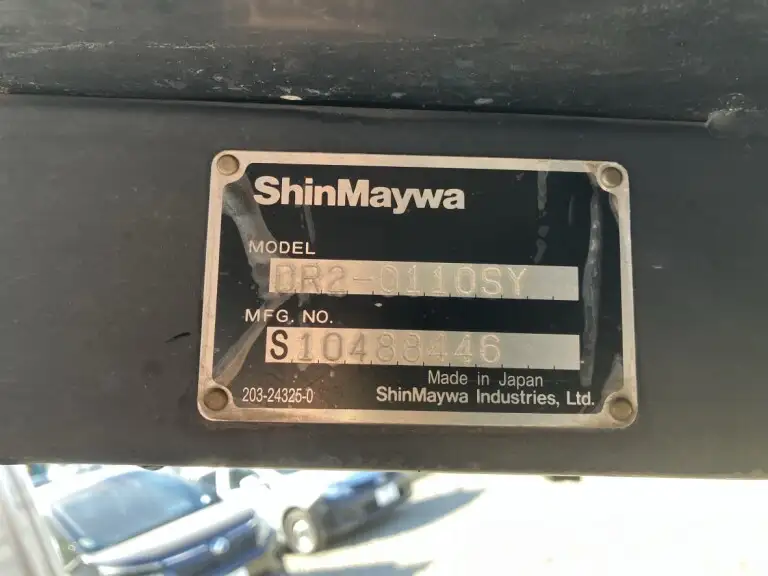 ShinMaywa
MODEL
DR2-0110SY
MFG. NO.
S10488446
Made in Japan
203-24325-0 ShinMaywa Industries, Ltd.